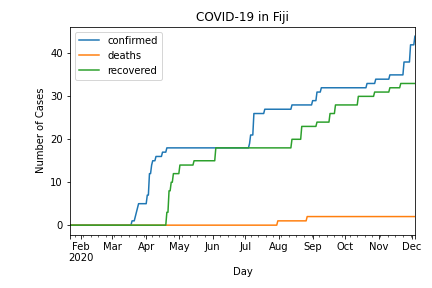 COVID-19 in Fiji
confirmed
deaths
recovered
40
30
20
10
0
Number of Cases
Feb Mar Apr May Jun Jul Aug Sep Oct Nov Dec
2020
Day